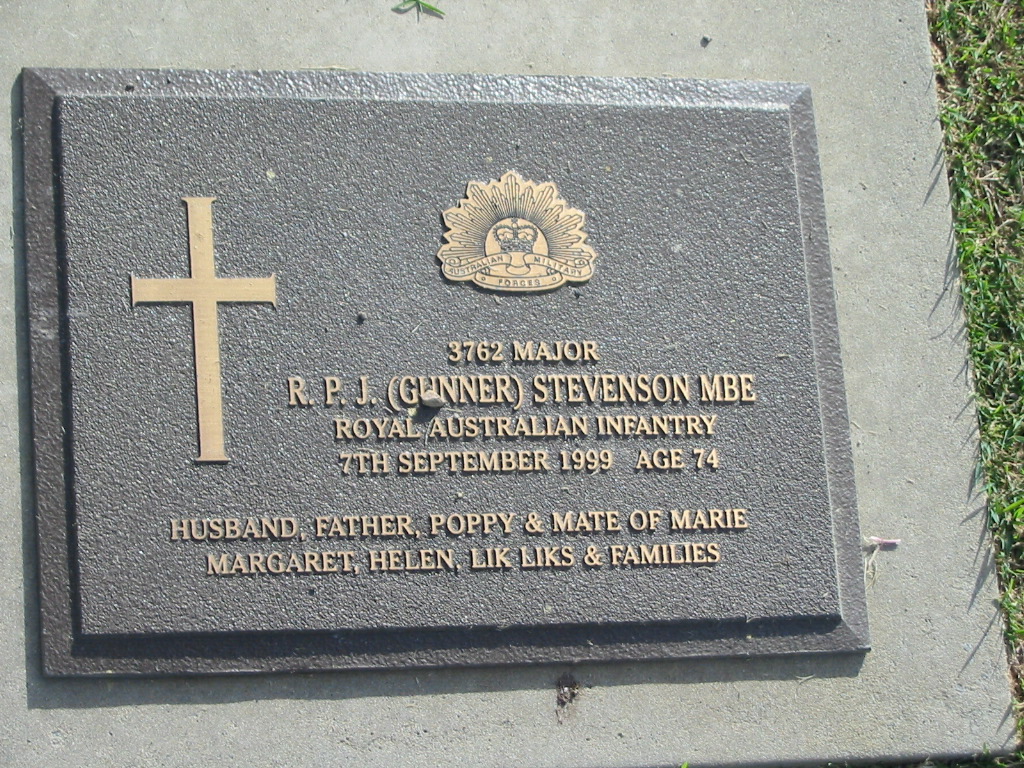 AUSTRALIAN MILITARY
FORCES
3762 MAJOR
R. P. J. (GUNNER) STEVENSON MBE
ROYAL AUSTRALIAN INFANTRY
7TH SEPTEMBER 1999 AGE 74
HUSBAND, FATHER, POPPY & MATE OF MARIE
MARGARET, HELEN, LIK LIKS & FAMILIES